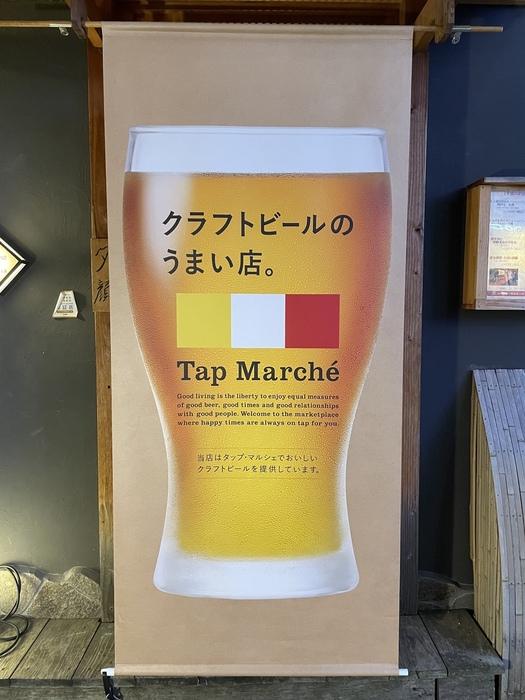 クラフトビールの
うまい店。
Tap Marché
Good living is the liberty to enjoy equal measures
of good beer, good times and good relationships
with good people. Welcome to the marketplace
where happy times are always on tap for you.
当店はタップ・マルシェでおいしい
クラフトビールを提供しています。